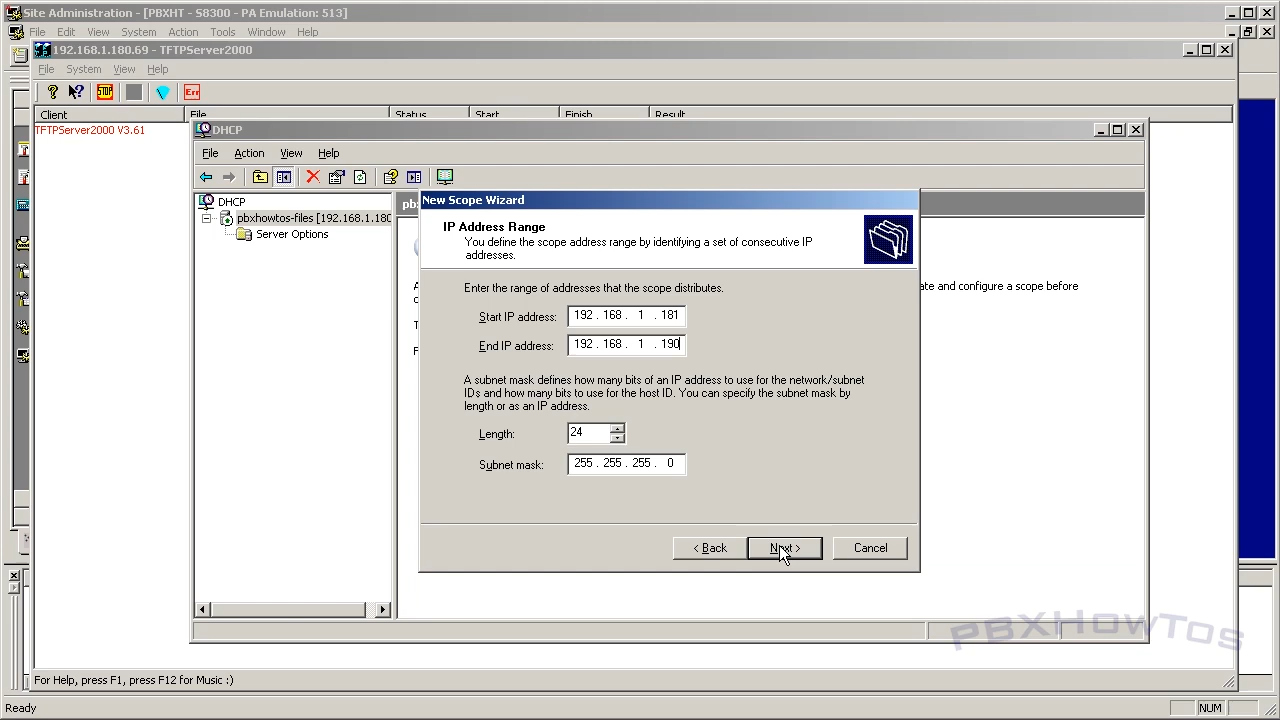 Site Administration - [PBXHT - S8300 - PA Emulation: 513]
File Edit View System Action Tools Window Help
192.168.1.180.69 - TFTPServer2000
File System View Help
STOP Err
Client File Status Start Finish Result
TFTPServer2000 V3.61
DHCP
File Action View Help
DHCP
pbxhowtos-files [192.168.1.180
Server Options
pb
New Scope Wizard
IP Address Range
You define the scope address range by identifying a set of consecutive IP
addresses.
Enter the range of addresses that the scope distributes.
ate and configure a scope before
Start IP address: 192 . 168 . 1 . 181
End IP address: 192 . 168 . 1 . 190
A subnet mask defines how many bits of an IP address to use for the network/subnet
IDs and how many bits to use for the host ID. You can specify the subnet mask by
length or as an IP address.
Length: 24
Subnet mask: 255 . 255 . 255 . 0
< Back Next > Cancel
PBXHowTos
For Help, press F1, press F12 for Music :)
Ready NUM